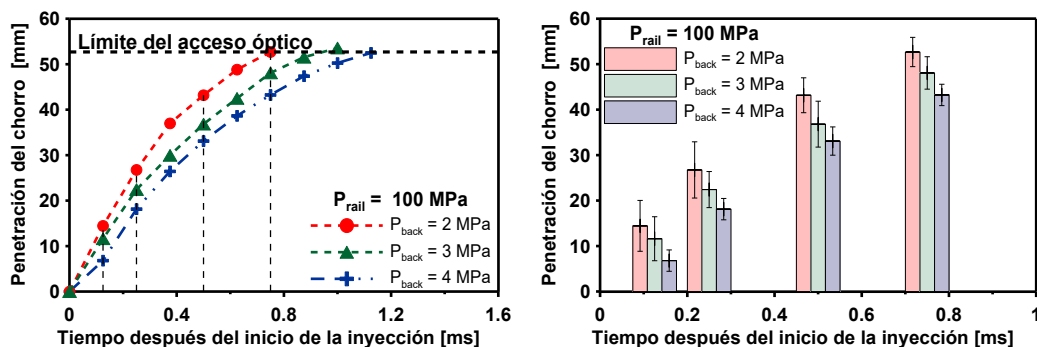 60
50
40
30
20
10
0
Penetración del chorro [mm]
Límite del acceso óptico
P_rail = 100 MPa
P_back = 2 MPa
P_back = 3 MPa
P_back = 4 MPa
0 0.4 0.8 1.2 1.6
Tiempo después del inicio de la inyección [ms]
60
50
40
30
20
10
0
Penetración del chorro [mm]
P_rail = 100 MPa
P_back = 2 MPa
P_back = 3 MPa
P_back = 4 MPa
0 0.2 0.4 0.6 0.8 1
Tiempo después del inicio de la inyección [ms]